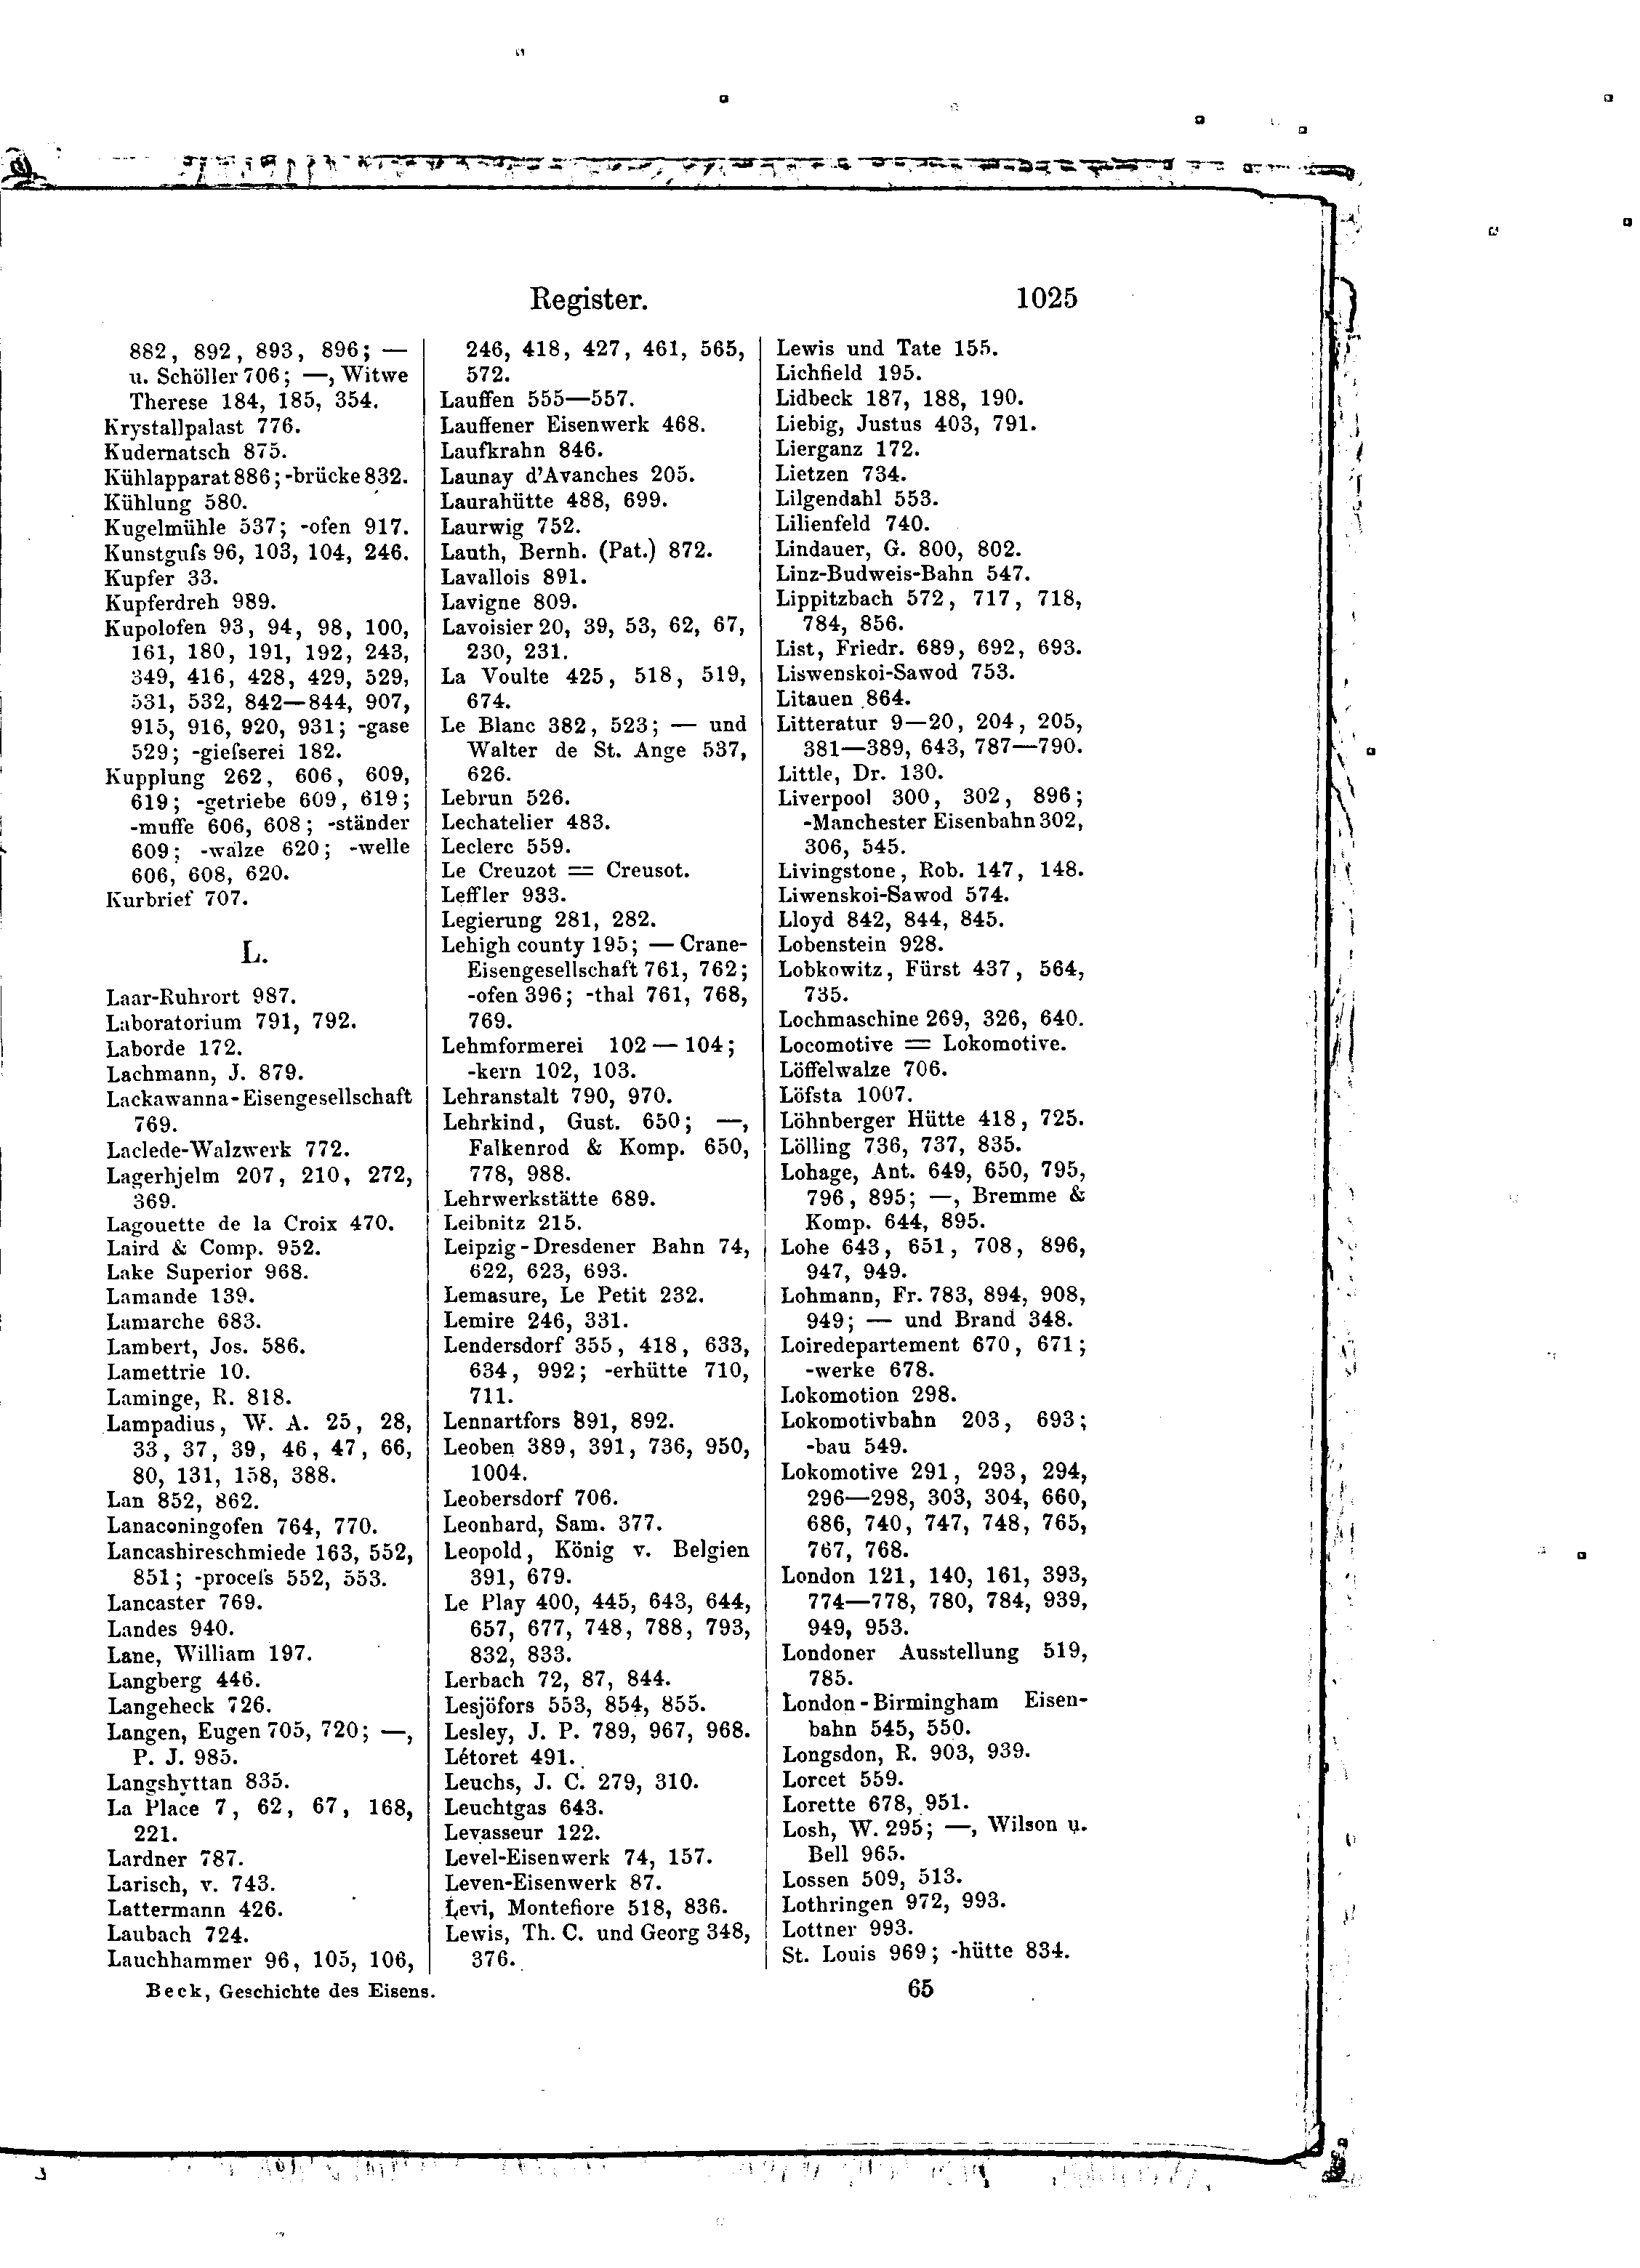 Register.
1025
882, 892, 893, 896; —
u. Schöller 706; —, Witwe
Therese 184, 185, 354.
Krystallpalast 776.
Kudernatsch 875.
Kühlapparat 886; -brücke 832.
Kühlung 580.
Kugelmühle 537; -ofen 917.
Kunstguſs 96, 103, 104, 246.
Kupfer 33.
Kupferdreh 989.
Kupolofen 93, 94, 98, 100,
161, 180, 191, 192, 243,
349, 416, 428, 429, 529,
531, 532, 842—844, 907,
915, 916, 920, 931; -gase
529; -gieſserei 182.
Kupplung 262, 606, 609,
619; -getriebe 609, 619;
-muffe 606, 608; -ständer
609; -walze 620; -welle
606, 608, 620.
Kurbrief 707.
L.
Laar-Ruhrort 987.
Laboratorium 791, 792.
Laborde 172.
Lachmann, J. 879.
Lackawanna-Eisengesellschaft
769.
Laclede-Walzwerk 772.
Lagerhjelm 207, 210, 272,
369.
Lagouette de la Croix 470.
Laird & Comp. 952.
Lake Superior 968.
Lamande 139.
Lamarche 683.
Lambert, Jos. 586.
Lamettrie 10.
Laminge, R. 818.
Lampadius, W. A. 25, 28,
33, 37, 39, 46, 47, 66,
80, 131, 158, 388.
Lan 852, 862.
Lanaconingofen 764, 770.
Lancashireschmiede 163, 552,
851; -proceſs 552, 553.
Lancaster 769.
Landes 940.
Lane, William 197.
Langberg 446.
Langeheck 726.
Langen, Eugen 705, 720; —,
P. J. 985.
Langshyttan 835.
La Place 7, 62, 67, 168,
221.
Lardner 787.
Larisch, v. 743.
Lattermann 426.
Laubach 724.
Lauchhammer 96, 105, 106,
246, 418, 427, 461, 565,
572.
Lauffen 555—557.
Lauffener Eisenwerk 468.
Laufkrahn 846.
Launay d'Avanches 205.
Laurahütte 488, 699.
Laurwig 752.
Lauth, Bernh. (Pat.) 872.
Lavallois 891.
Lavigne 809.
Lavoisier 20, 39, 53, 62, 67,
230, 231.
La Voulte 425, 518, 519,
674.
Le Blanc 382, 523; — und
Walter de St. Ange 537,
626.
Lebrun 526.
Lechatelier 483.
Leclerc 559.
Le Creuzot = Creusot.
Leffler 933.
Legierung 281, 282.
Lehigh county 195; — Crane-
Eisengesellschaft 761, 762;
-ofen 396; -thal 761, 768,
769.
Lehmformerei 102—104;
-kern 102, 103.
Lehranstalt 790, 970.
Lehrkind, Gust. 650; —,
Falkenrod & Komp. 650,
778, 988.
Lehrwerkstätte 689.
Leibnitz 215.
Leipzig-Dresdener Bahn 74,
622, 623, 693.
Lemasure, Le Petit 232.
Lemire 246, 331.
Lendersdorf 355, 418, 633,
634, 992; -erhütte 710,
711.
Lennartfors 891, 892.
Leoben 389, 391, 736, 950,
1004.
Leobersdorf 706.
Leonhard, Sam. 377.
Leopold, König v. Belgien
391, 679.
Le Play 400, 445, 643, 644,
657, 677, 748, 788, 793,
832, 833.
Lerbach 72, 87, 844.
Lesjöfors 553, 854, 855.
Lesley, J. P. 789, 967, 968.
Létoret 491.
Leuchs, J. C. 279, 310.
Leuchtgas 643.
Levasseur 122.
Level-Eisenwerk 74, 157.
Leven-Eisenwerk 87.
Levi, Montefiore 518, 836.
Lewis, Th. C. und Georg 348,
376.
Lewis und Tate 155.
Lichfield 195.
Lidbeck 187, 188, 190.
Liebig, Justus 403, 791.
Lierganz 172.
Lietzen 734.
Lilgendahl 553.
Lilienfeld 740.
Lindauer, G. 800, 802.
Linz-Budweis-Bahn 547.
Lippitzbach 572, 717, 718,
784, 856.
List, Friedr. 689, 692, 693.
Liswenskoi-Sawod 753.
Litauen 864.
Litteratur 9—20, 204, 205,
381—389, 643, 787—790.
Little, Dr. 130.
Liverpool 300, 302, 896;
-Manchester Eisenbahn 302,
306, 545.
Livingstone, Rob. 147, 148.
Liwenskoi-Sawod 574.
Lloyd 842, 844, 845.
Lobenstein 928.
Lobkowitz, Fürst 437, 564,
735.
Lochmaschine 269, 326, 640.
Locomotive = Lokomotive.
Löffelwalze 706.
Löfsta 1007.
Löhnberger Hütte 418, 725.
Lölling 736, 737, 835.
Lohage, Ant. 649, 650, 795,
796, 895; —, Bremme &
Komp. 644, 895.
Lohe 643, 651, 708, 896,
947, 949.
Lohmann, Fr. 783, 894, 908,
949; — und Brand 348.
Loiredepartement 670, 671;
-werke 678.
Lokomotion 298.
Lokomotivbahn 203, 693;
-bau 549.
Lokomotive 291, 293, 294,
296—298, 303, 304, 660,
686, 740, 747, 748, 765,
767, 768.
London 121, 140, 161, 393,
774—778, 780, 784, 939,
949, 953.
Londoner Ausstellung 519,
785.
London-Birmingham Eisen-
bahn 545, 550.
Longsdon, R. 903, 939.
Lorcet 559.
Lorette 678, 951.
Losh, W. 295; —, Wilson u.
Bell 965.
Lossen 509, 513.
Lothringen 972, 993.
Lottner 993.
St. Louis 969; -hütte 834.
Beck, Geschichte des Eisens.
65